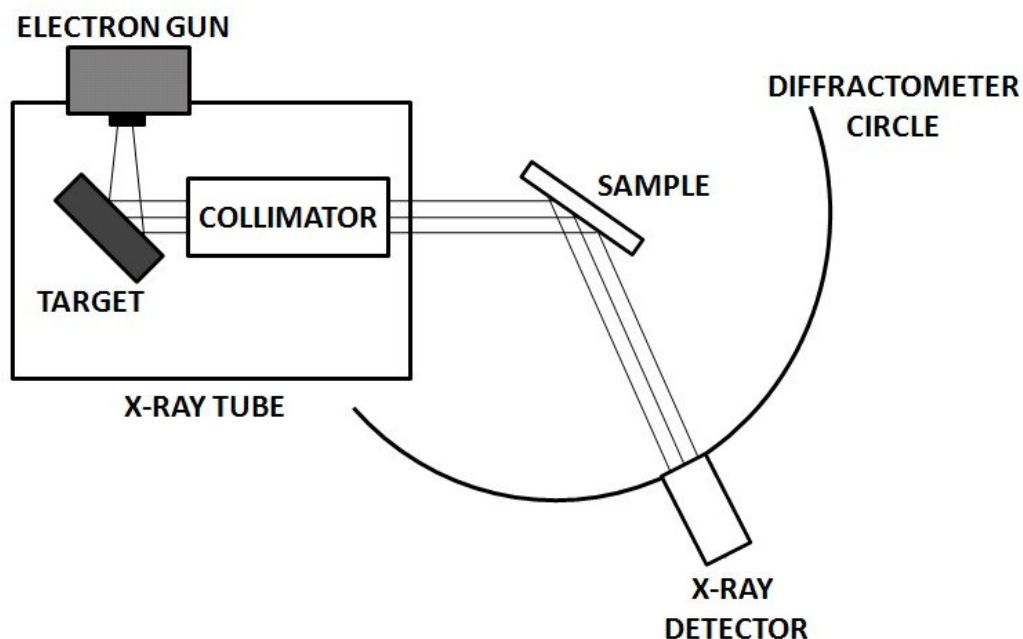 ELECTRON GUN
DIFFRACTOMETER
CIRCLE
SAMPLE
COLLIMATOR
TARGET
X-RAY TUBE
X-RAY
DETECTOR